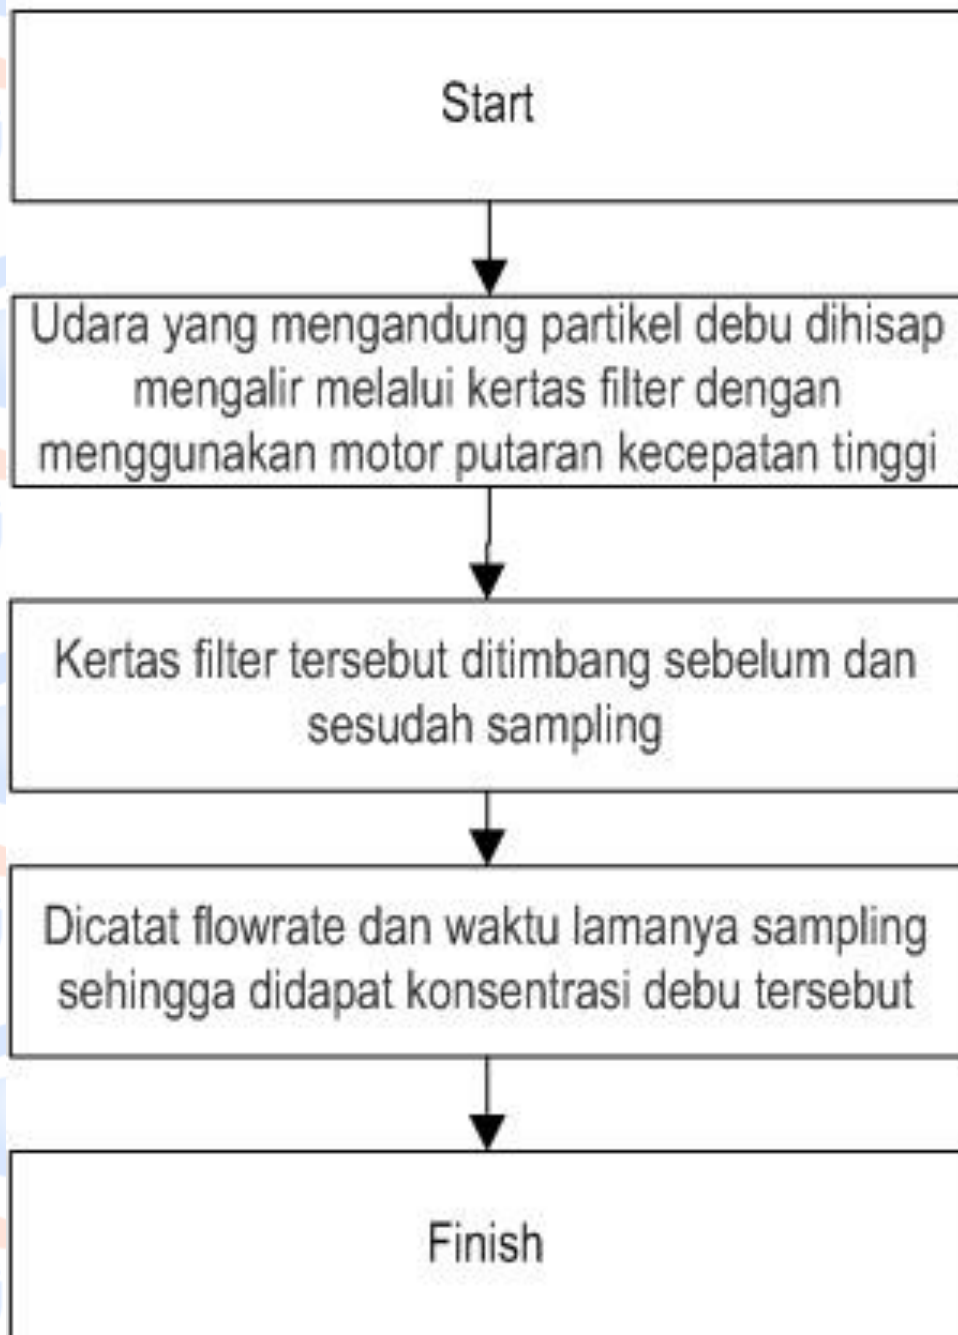 Start
Udara yang mengandung partikel debu dihisap
mengalir melalui kertas filter dengan
menggunakan motor putaran kecepatan tinggi
Kertas filter tersebut ditimbang sebelum dan
sesudah sampling
Dicatat flowrate dan waktu lamanya sampling
sehingga didapat konsentrasi debu tersebut
Finish